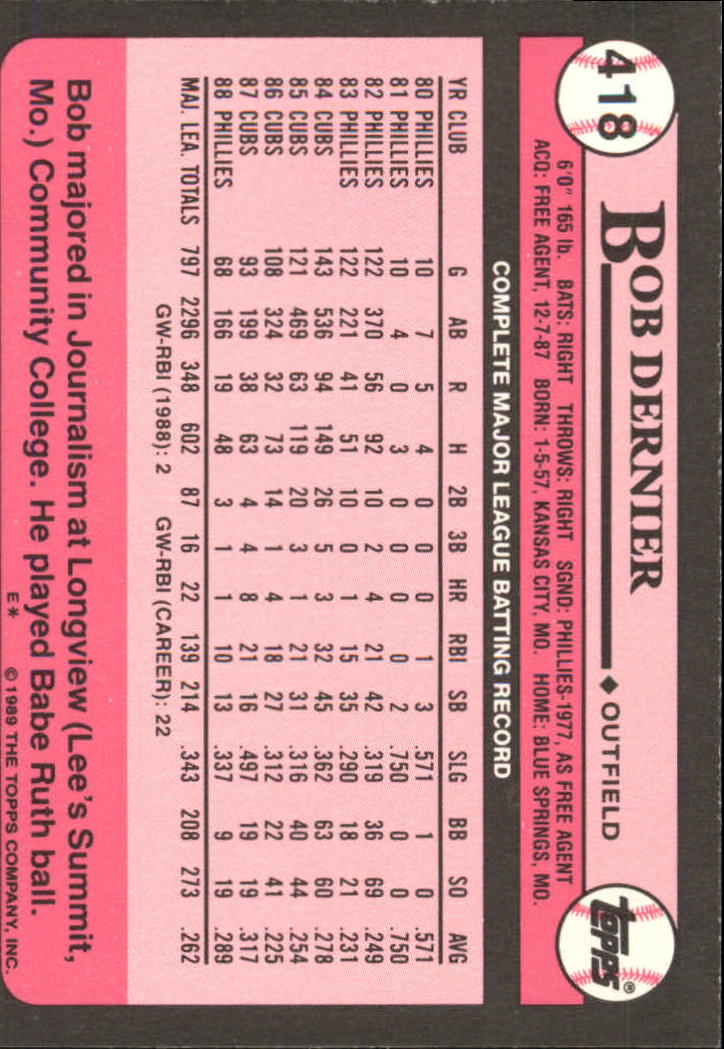 418
BOB DERNIER ◆ OUTFIELD
topps®
6'0" 165 lb. BATS: RIGHT THROWS: RIGHT SGND: PHILLIES-1977, AS FREE AGENT
ACQ: FREE AGENT, 12-7-87 BORN: 1-5-57, KANSAS CITY, MO. HOME: BLUE SPRINGS, MO.
COMPLETE MAJOR LEAGUE BATTING RECORD
YR CLUB G AB R H 2B 3B HR RBI SB SLG BB SO AVG
80 PHILLIES 10 7 5 4 0 0 0 1 3 .571 1 0 .571
81 PHILLIES 10 4 0 3 0 0 0 0 2 .750 0 0 .750
82 PHILLIES 122 370 56 92 10 2 4 21 42 .319 36 69 .249
83 PHILLIES 122 221 41 51 10 0 1 15 35 .290 18 21 .231
84 CUBS 143 536 94 149 26 5 3 32 45 .362 63 60 .278
85 CUBS 121 469 63 119 20 3 1 21 31 .316 40 44 .254
86 CUBS 108 324 32 73 14 1 4 18 27 .312 22 41 .225
87 CUBS 93 199 38 63 4 4 8 21 16 .497 19 19 .317
88 PHILLIES 68 166 19 48 3 1 1 10 13 .337 9 19 .289
MAJ. LEA. TOTALS 797 2296 348 602 87 16 22 139 214 .343 208 273 .262
GW-RBI (1988): 2 GW-RBI (CAREER): 22
Bob majored in Journalism at Longview (Lee's Summit,
Mo.) Community College. He played Babe Ruth ball.
E* ©1989 THE TOPPS COMPANY, INC.